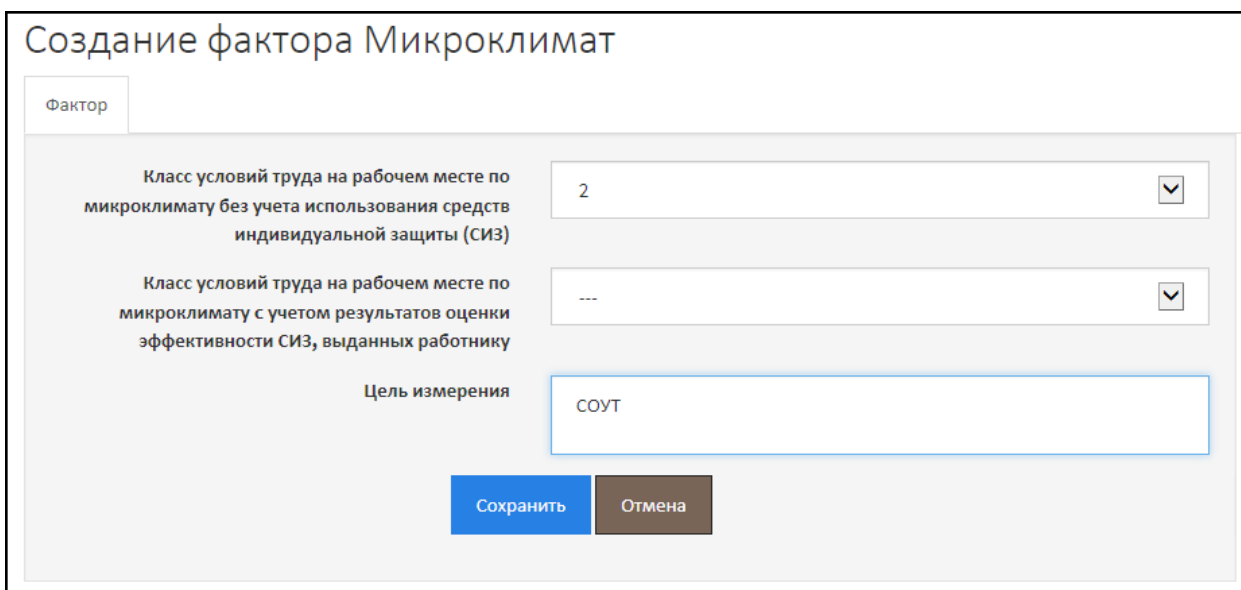 Создание фактора Микроклимат
Фактор
Класс условий труда на рабочем месте по
микроклимату без учета использования средств
индивидуальной защиты (СИЗ)
2
Класс условий труда на рабочем месте по
микроклимату с учетом результатов оценки
эффективности СИЗ, выданных работнику
---
Цель измерения
СОУТ
Сохранить
Отмена